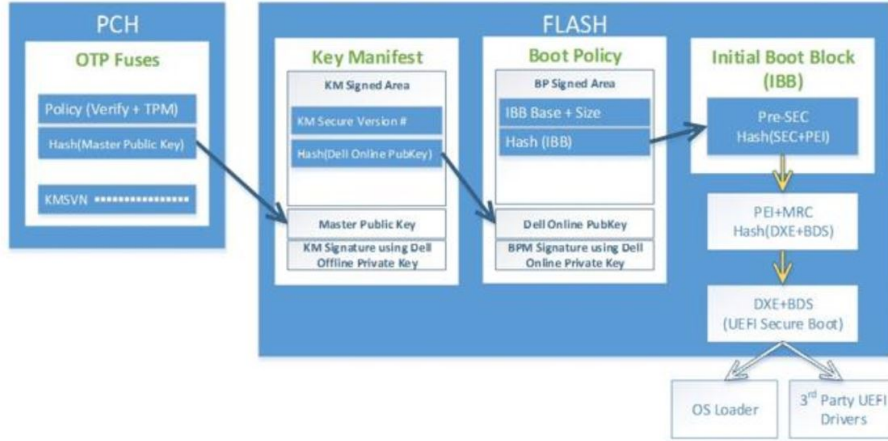 PCH
OTP Fuses
Policy (Verify + TPM)
Hash(Master Public Key)
KMSVN ▪▪▪▪▪▪▪▪▪▪▪▪▪▪▪▪
FLASH
Key Manifest
KM Signed Area
KM Secure Version #
Hash(Dell Online PubKey)
Master Public Key
KM Signature using Dell
Offline Private Key
Boot Policy
BP Signed Area
IBB Base + Size
Hash (IBB)
Dell Online PubKey
BPM Signature using Dell
Online Private Key
Initial Boot Block
(IBB)
Pre-SEC
Hash(SEC+PEI)
PEI+MRC
Hash(DXE+BDS)
DXE+BDS
(UEFI Secure Boot)
OS Loader
3rd Party UEFI
Drivers